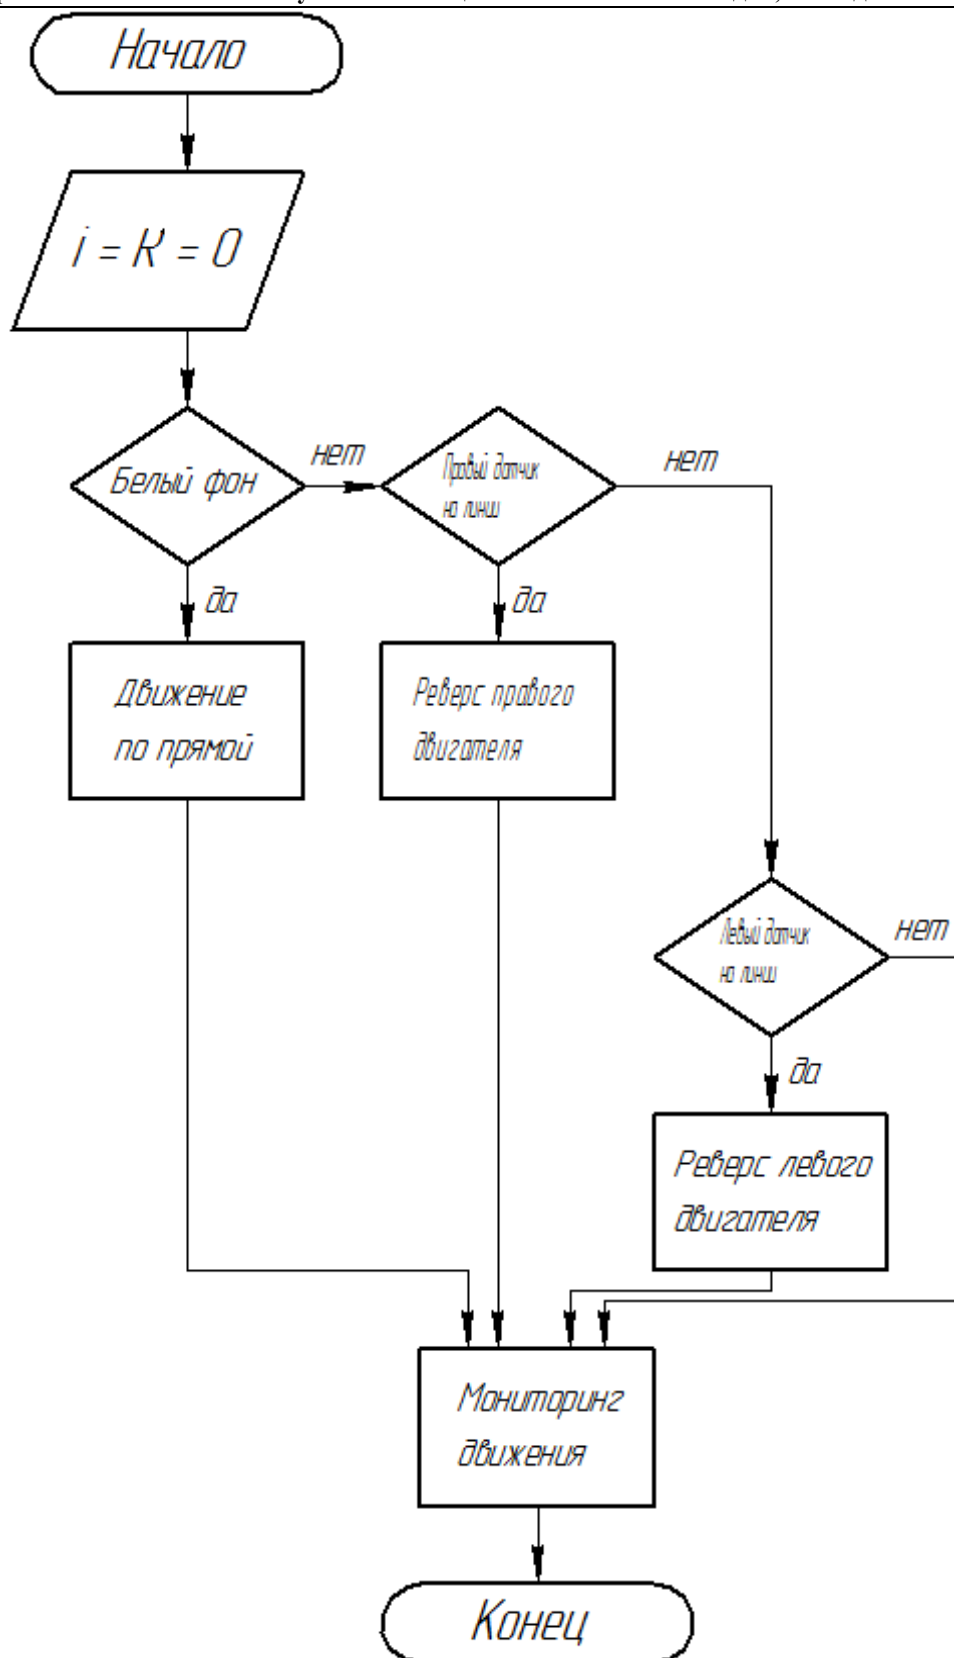 Начало
i = K = 0
Белый фон
нет
Правый датчик
на линии
нет
да
да
Движение
по прямой
Реверс правого
двигателя
Левый датчик
на линии
нет
да
Реверс левого
двигателя
Мониторинг
движения
Конец